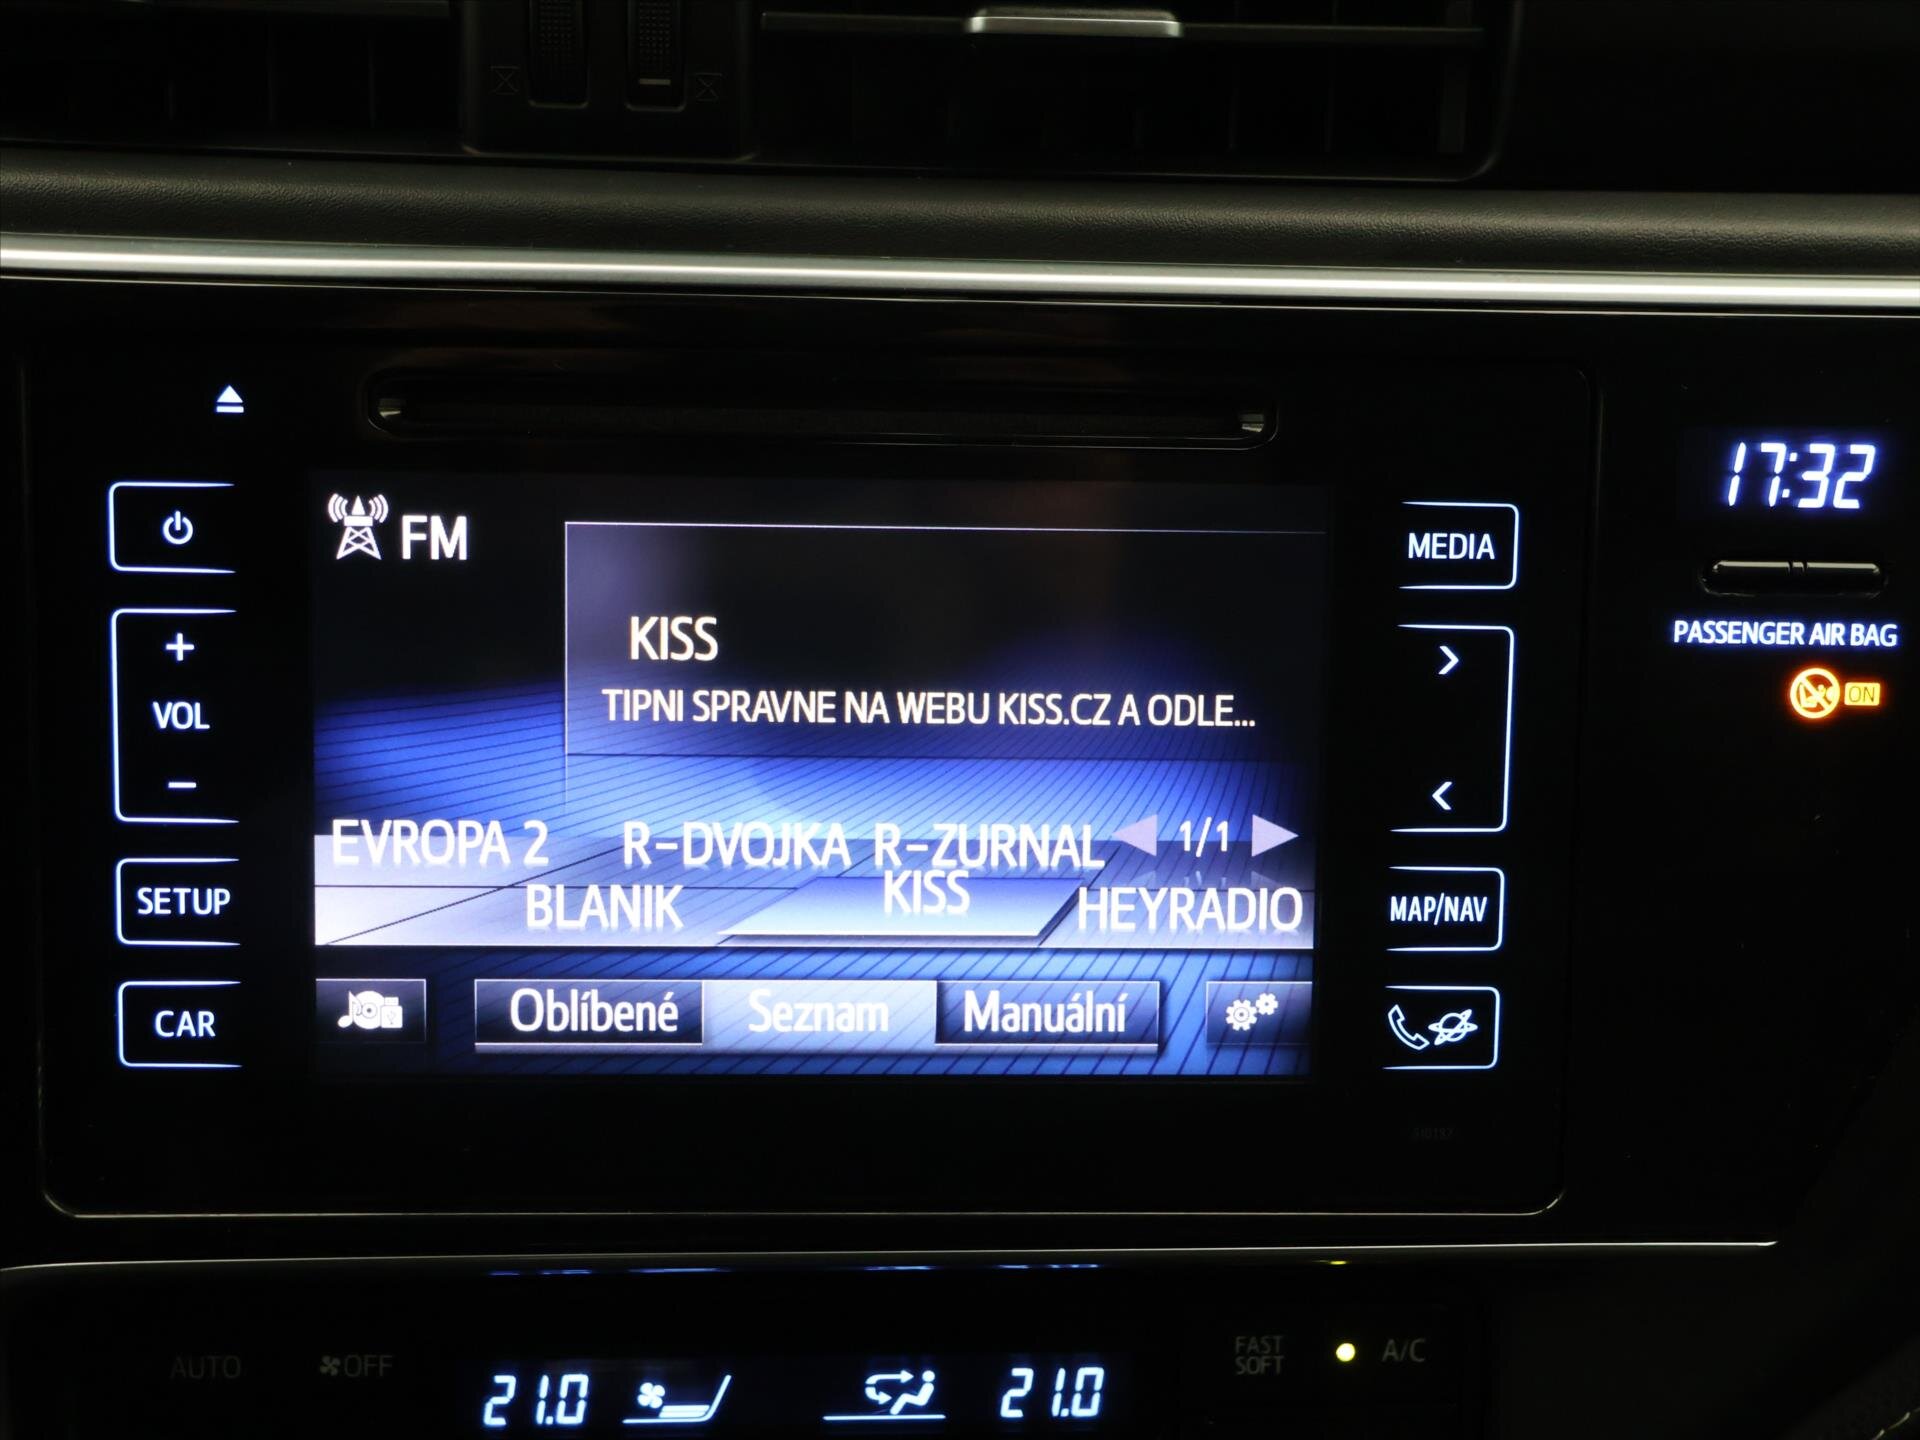 17:32
FM
MEDIA
KISS
PASSENGER AIR BAG
VOL
TIPNI SPRAVNE NA WEBU KISS.CZ A ODLE...
ON
EVROPA 2 R-DVOJKA R-ZURNAL 1/1
BLANIK KISS HEYRADIO
SETUP
MAP/NAV
CAR
Oblíbené Seznam Manuální
AUTO OFF
FAST
SOFT
A/C
21.0 21.0